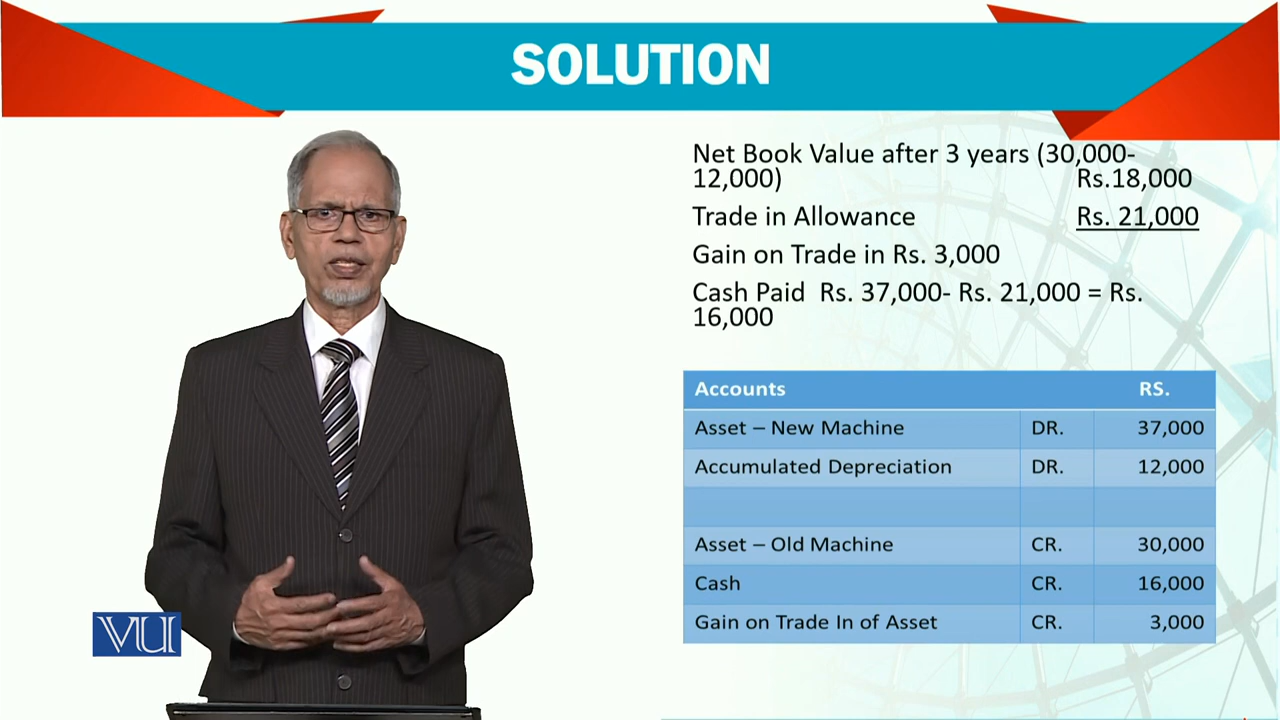 SOLUTION
Net Book Value after 3 years (30,000-
12,000) Rs.18,000
Trade in Allowance Rs. 21,000
Gain on Trade in Rs. 3,000
Cash Paid Rs. 37,000- Rs. 21,000 = Rs.
16,000
Accounts RS.
Asset – New Machine DR. 37,000
Accumulated Depreciation DR. 12,000
Asset – Old Machine CR. 30,000
Cash CR. 16,000
Gain on Trade In of Asset CR. 3,000
VU